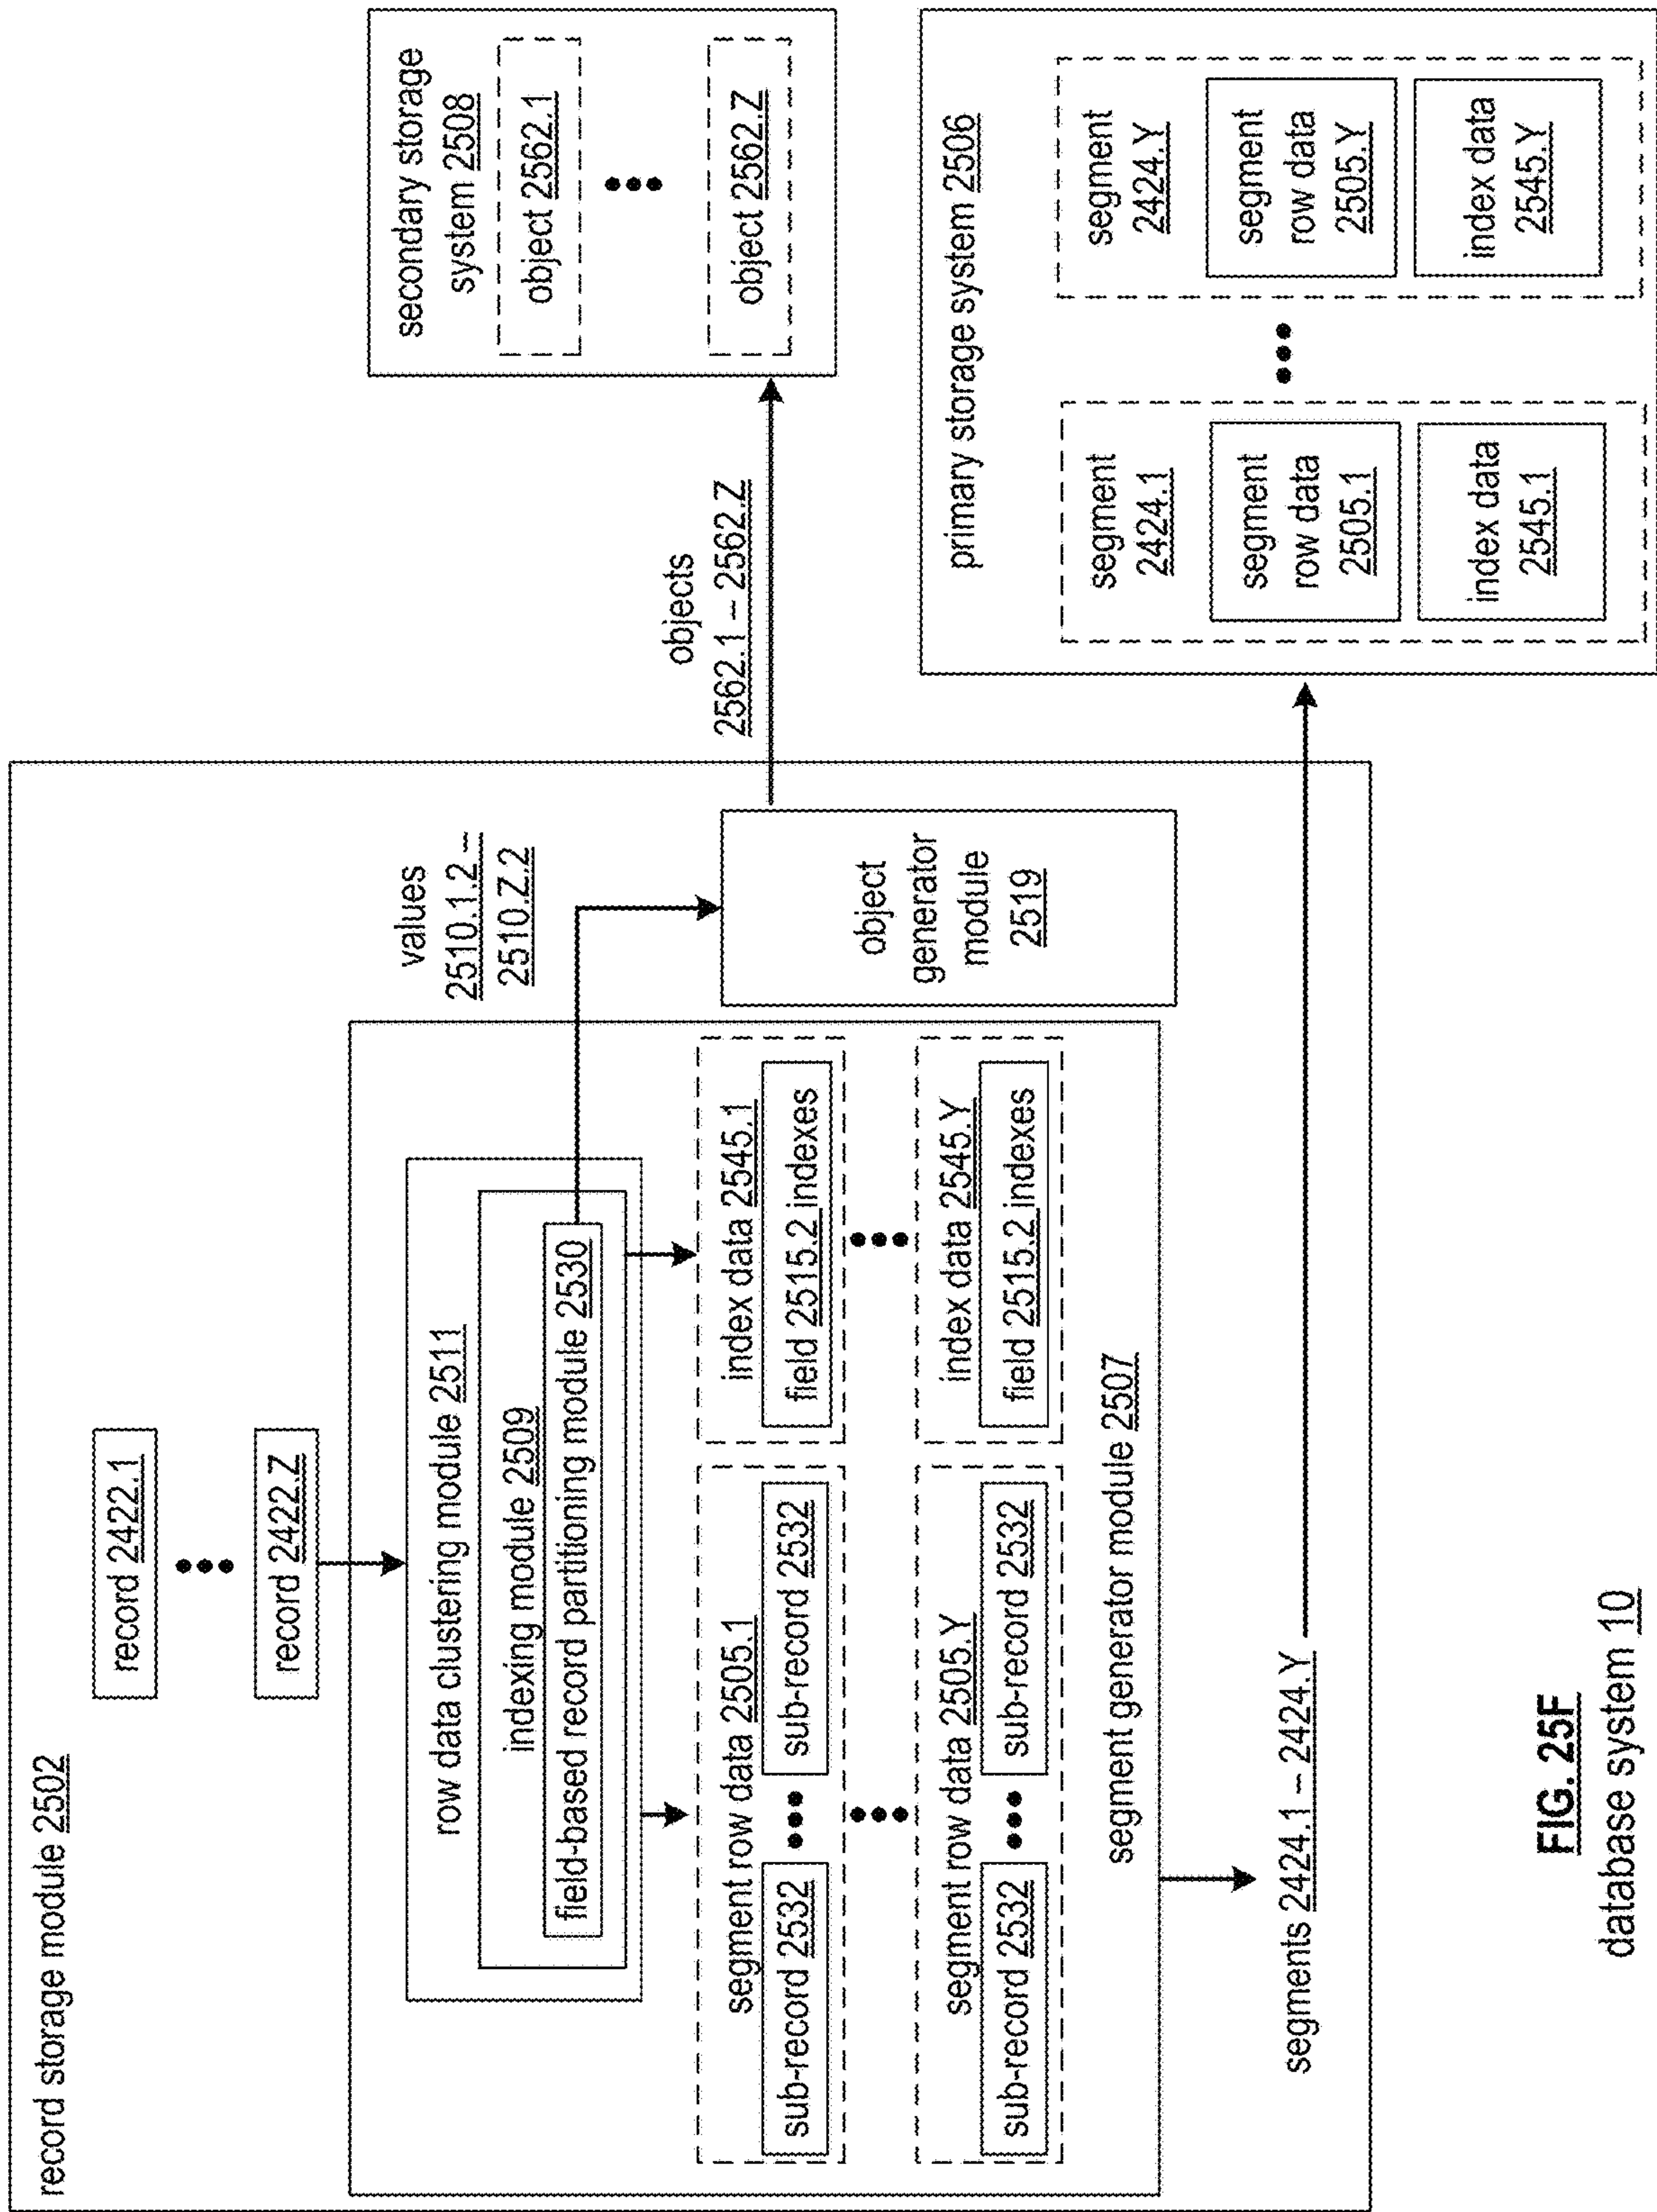 record storage module 2502
record 2422.1
record 2422.Z
row data clustering module 2511
indexing module 2509
field-based record partitioning module 2530
segment row data 2505.1
sub-record 2532
sub-record 2532
segment row data 2505.Y
sub-record 2532
sub-record 2532
index data 2545.1
field 2515.2 indexes
index data 2545.Y
field 2515.2 indexes
segment generator module 2507
segments 2424.1 – 2424.Y
values
2510.1.2 –
2510.Z.2
object
generator
module
2519
objects
2562.1 – 2562.Z
secondary storage
system 2508
object 2562.1
object 2562.Z
primary storage system 2506
segment
2424.1
segment
row data
2505.1
index data
2545.1
segment
2424.Y
segment
row data
2505.Y
index data
2545.Y
FIG. 25F
database system 10